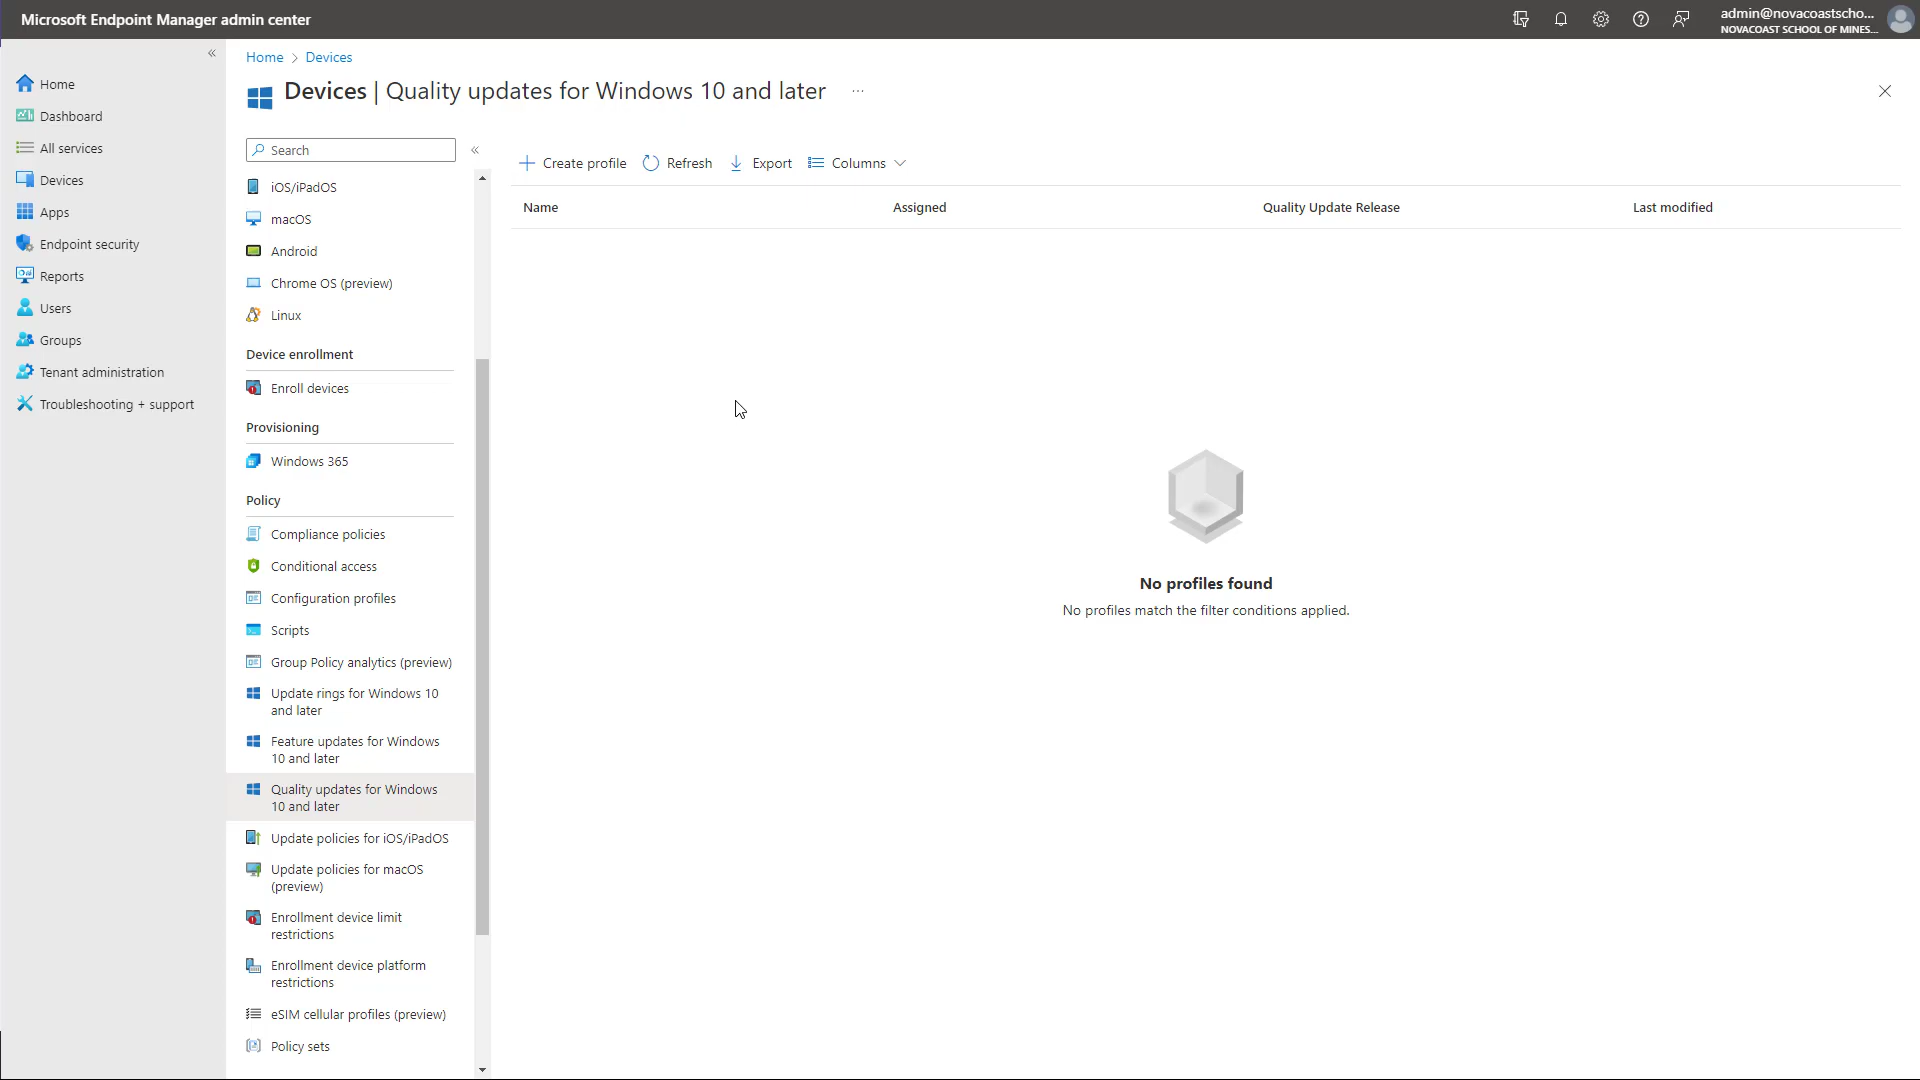 Microsoft Endpoint Manager admin center
admin@novacoastscho...
NOVACOAST SCHOOL OF MINES...
Home
Dashboard
All services
Devices
Apps
Endpoint security
Reports
Users
Groups
Tenant administration
Troubleshooting + support
Home > Devices
Devices | Quality updates for Windows 10 and later ...
Search
iOS/iPadOS
macOS
Android
Chrome OS (preview)
Linux
Device enrollment
Enroll devices
Provisioning
Windows 365
Policy
Compliance policies
Conditional access
Configuration profiles
Scripts
Group Policy analytics (preview)
Update rings for Windows 10
and later
Feature updates for Windows
10 and later
Quality updates for Windows
10 and later
Update policies for iOS/iPadOS
Update policies for macOS
(preview)
Enrollment device limit
restrictions
Enrollment device platform
restrictions
eSIM cellular profiles (preview)
Policy sets
Create profile Refresh Export Columns
Name Assigned Quality Update Release Last modified
No profiles found
No profiles match the filter conditions applied.